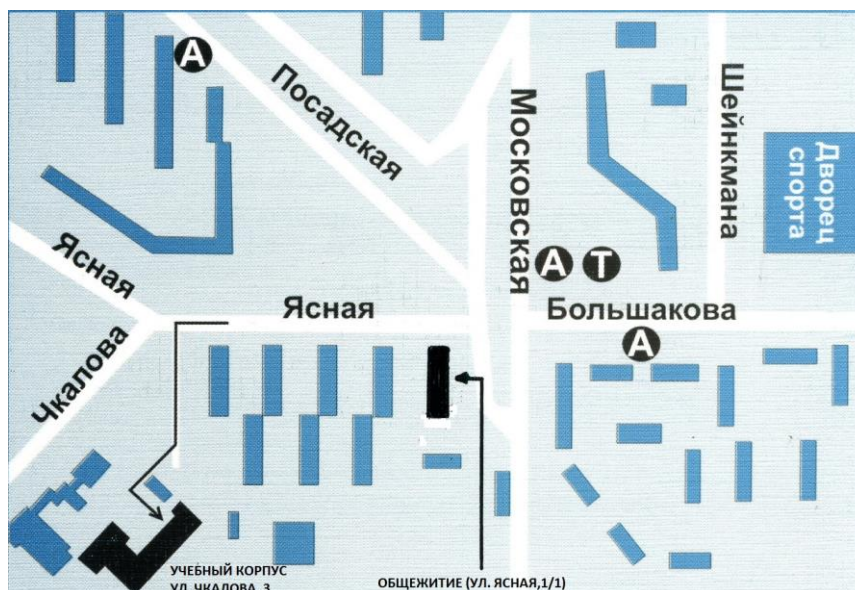 А
Посадская
Московская
Шейнкмана
Дворец
спорта
А Т
Ясная
Ясная
Большакова
А
Чкалова
УЧЕБНЫЙ КОРПУС
УЛ. ЧКАЛОВА, 3
ОБЩЕЖИТИЕ (УЛ. ЯСНАЯ,1/1)